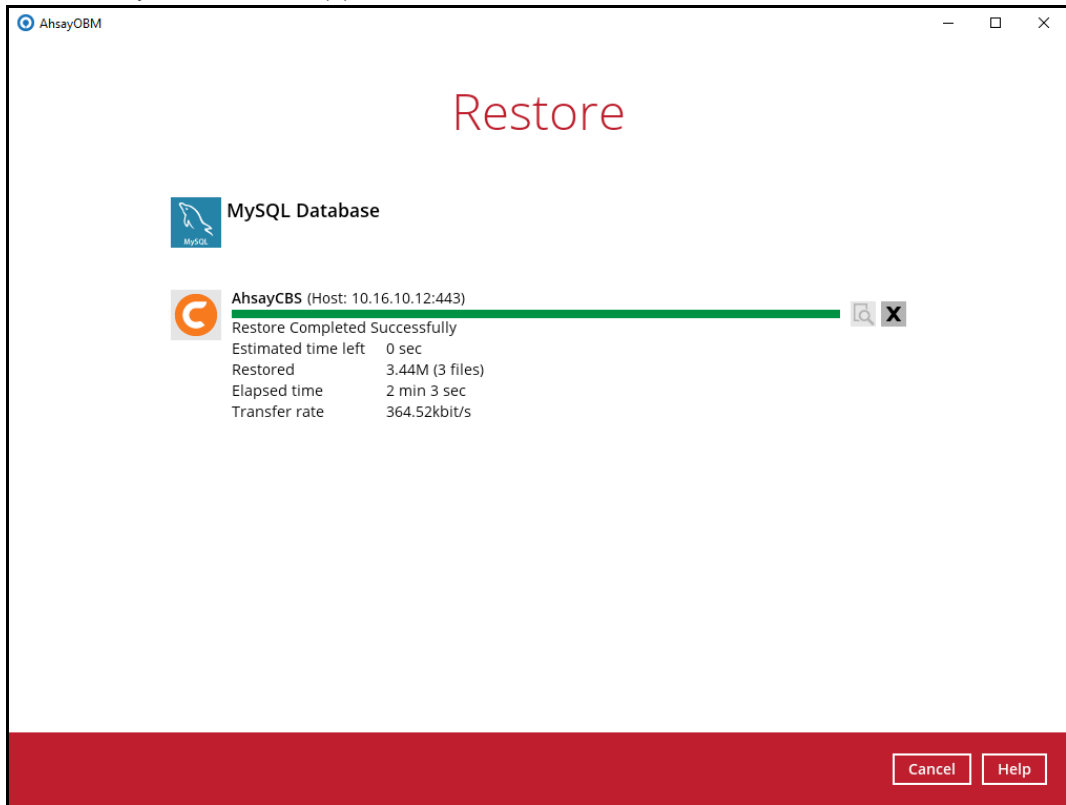 AhsayOBM
Restore
MySQL
MySQL Database
AhsayCBS (Host: 10.16.10.12:443)
X
Restore Completed Successfully
Estimated time left 0 sec
Restored 3.44M (3 files)
Elapsed time 2 min 3 sec
Transfer rate 364.52kbit/s
Cancel Help